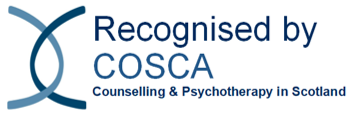 Recognised by
COSCA
Counselling & Psychotherapy in Scotland